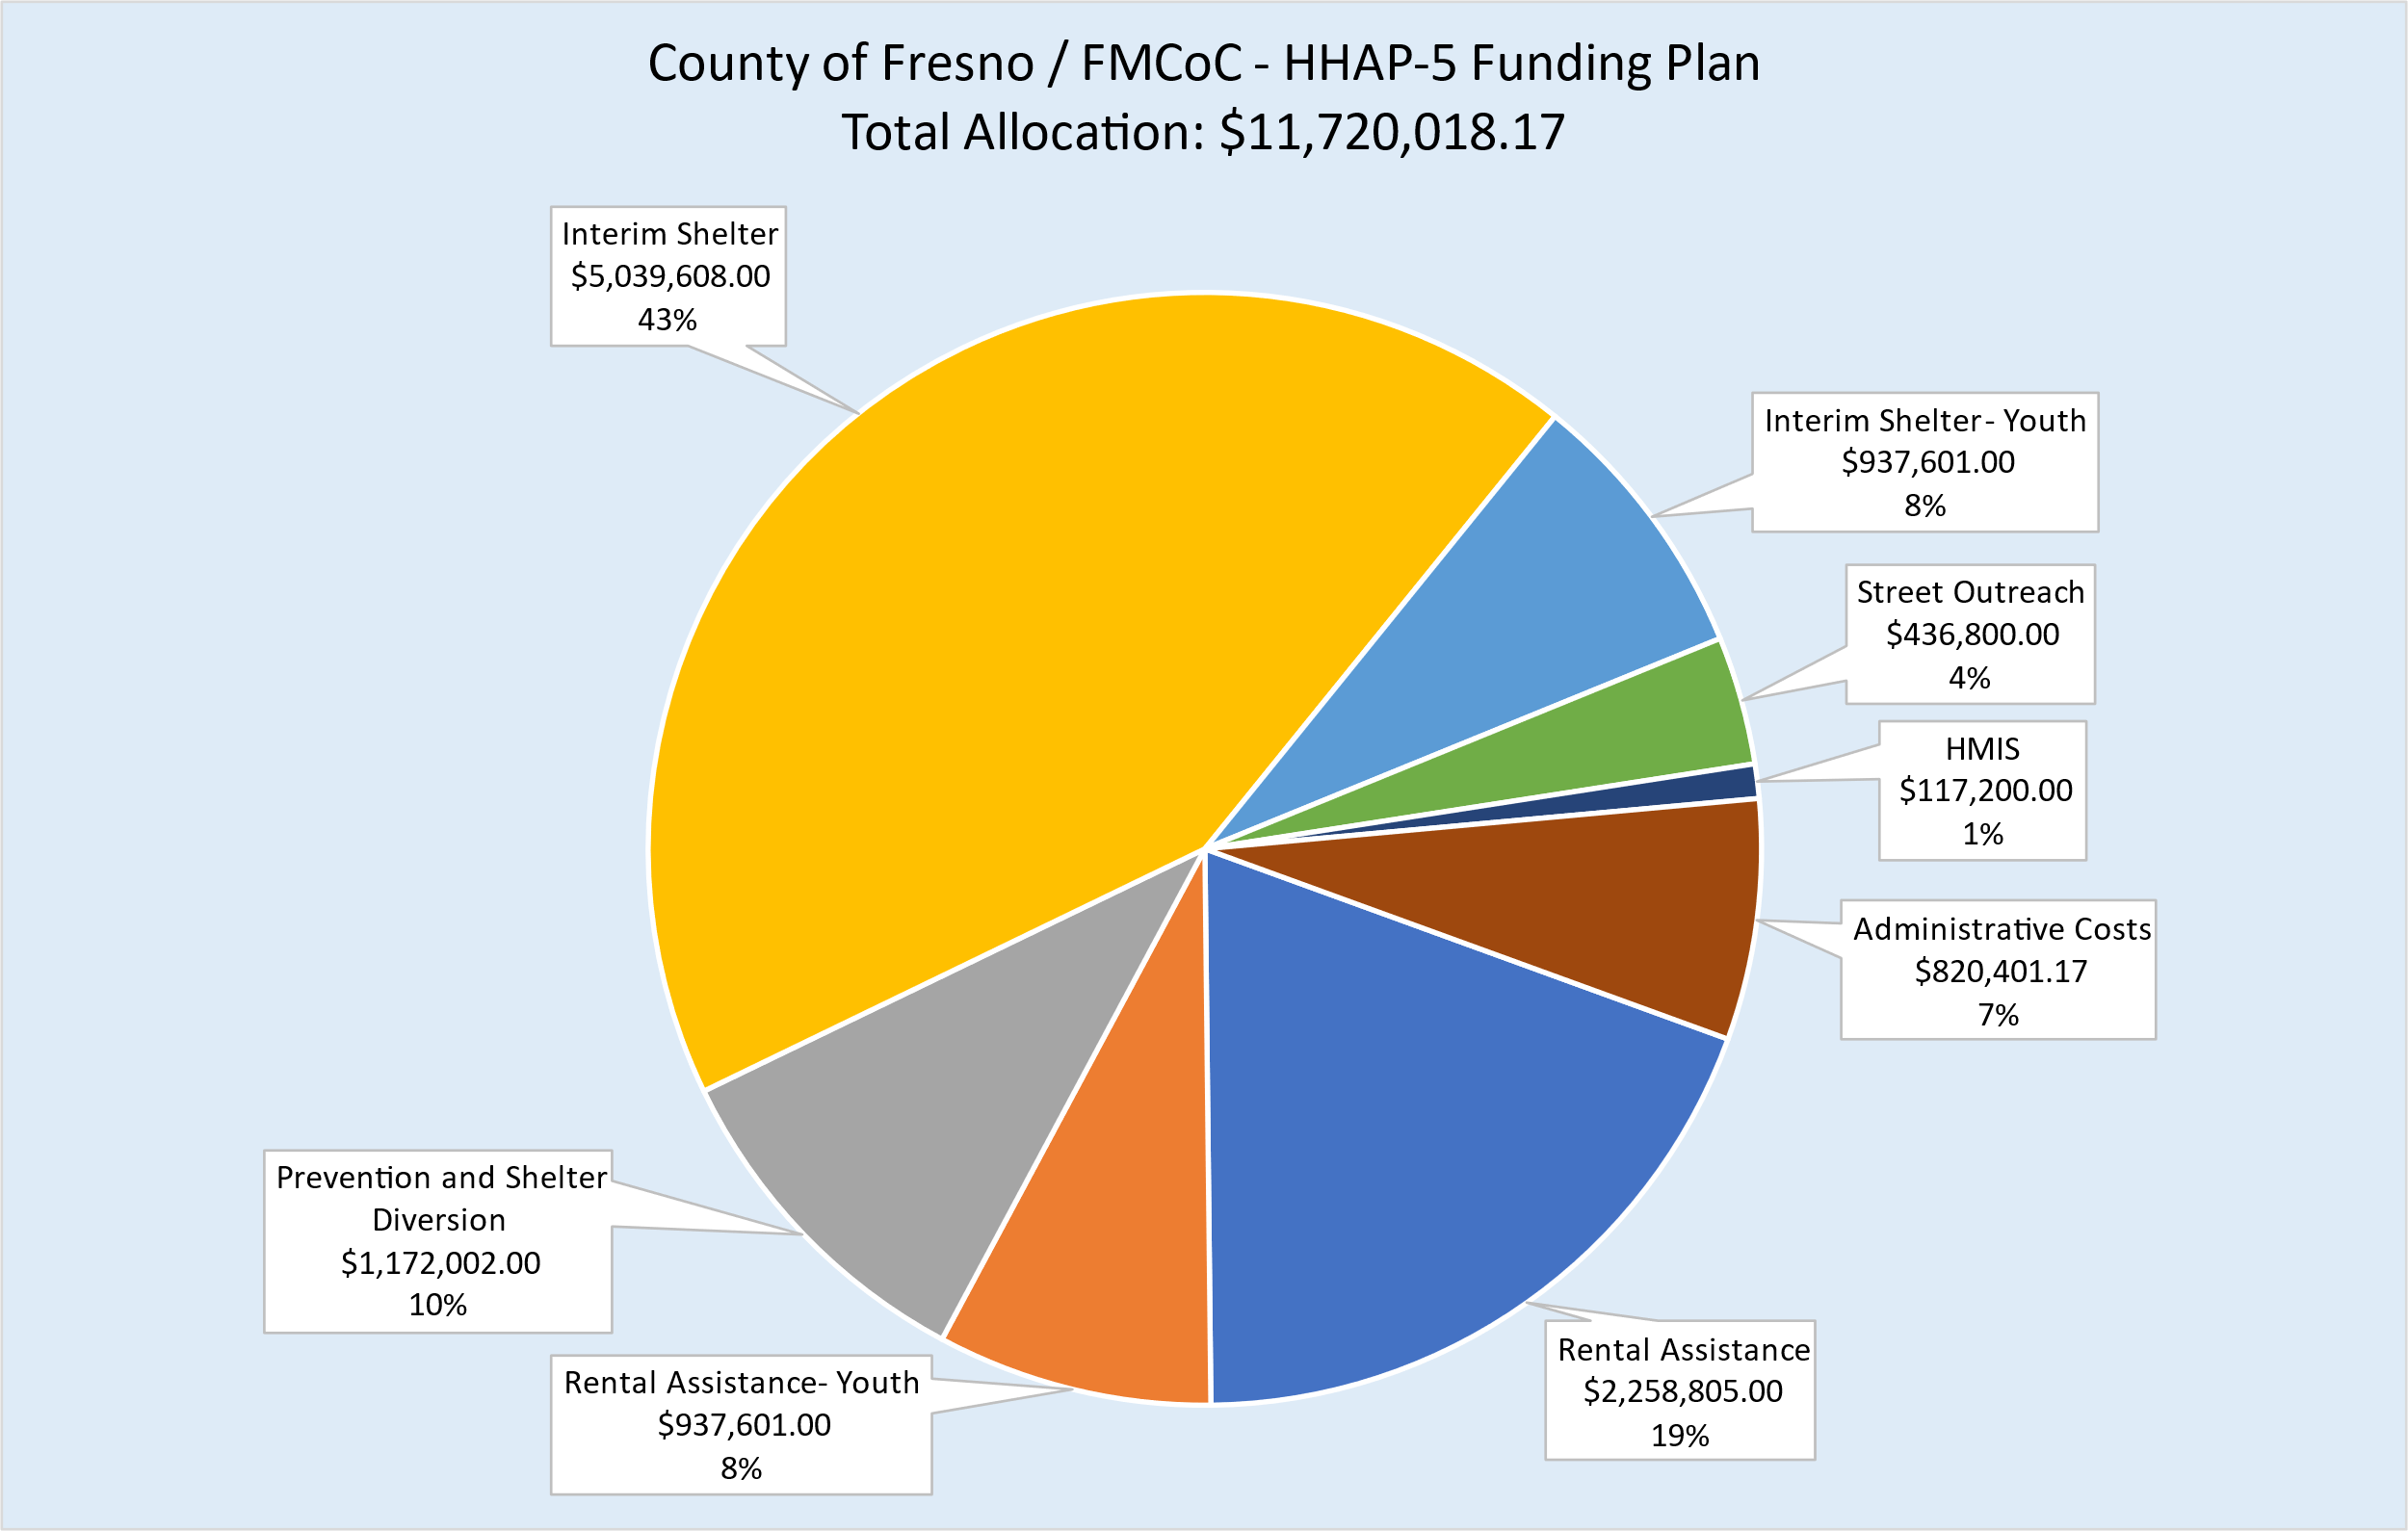 County of Fresno / FMCoC - HHAP-5 Funding Plan
Total Allocation: $11,720,018.17
Interim Shelter
$5,039,608.00
43%
Interim Shelter- Youth
$937,601.00
8%
Street Outreach
$436,800.00
4%
HMIS
$117,200.00
1%
Administrative Costs
$820,401.17
7%
Prevention and Shelter
Diversion
$1,172,002.00
10%
Rental Assistance
$2,258,805.00
19%
Rental Assistance- Youth
$937,601.00
8%